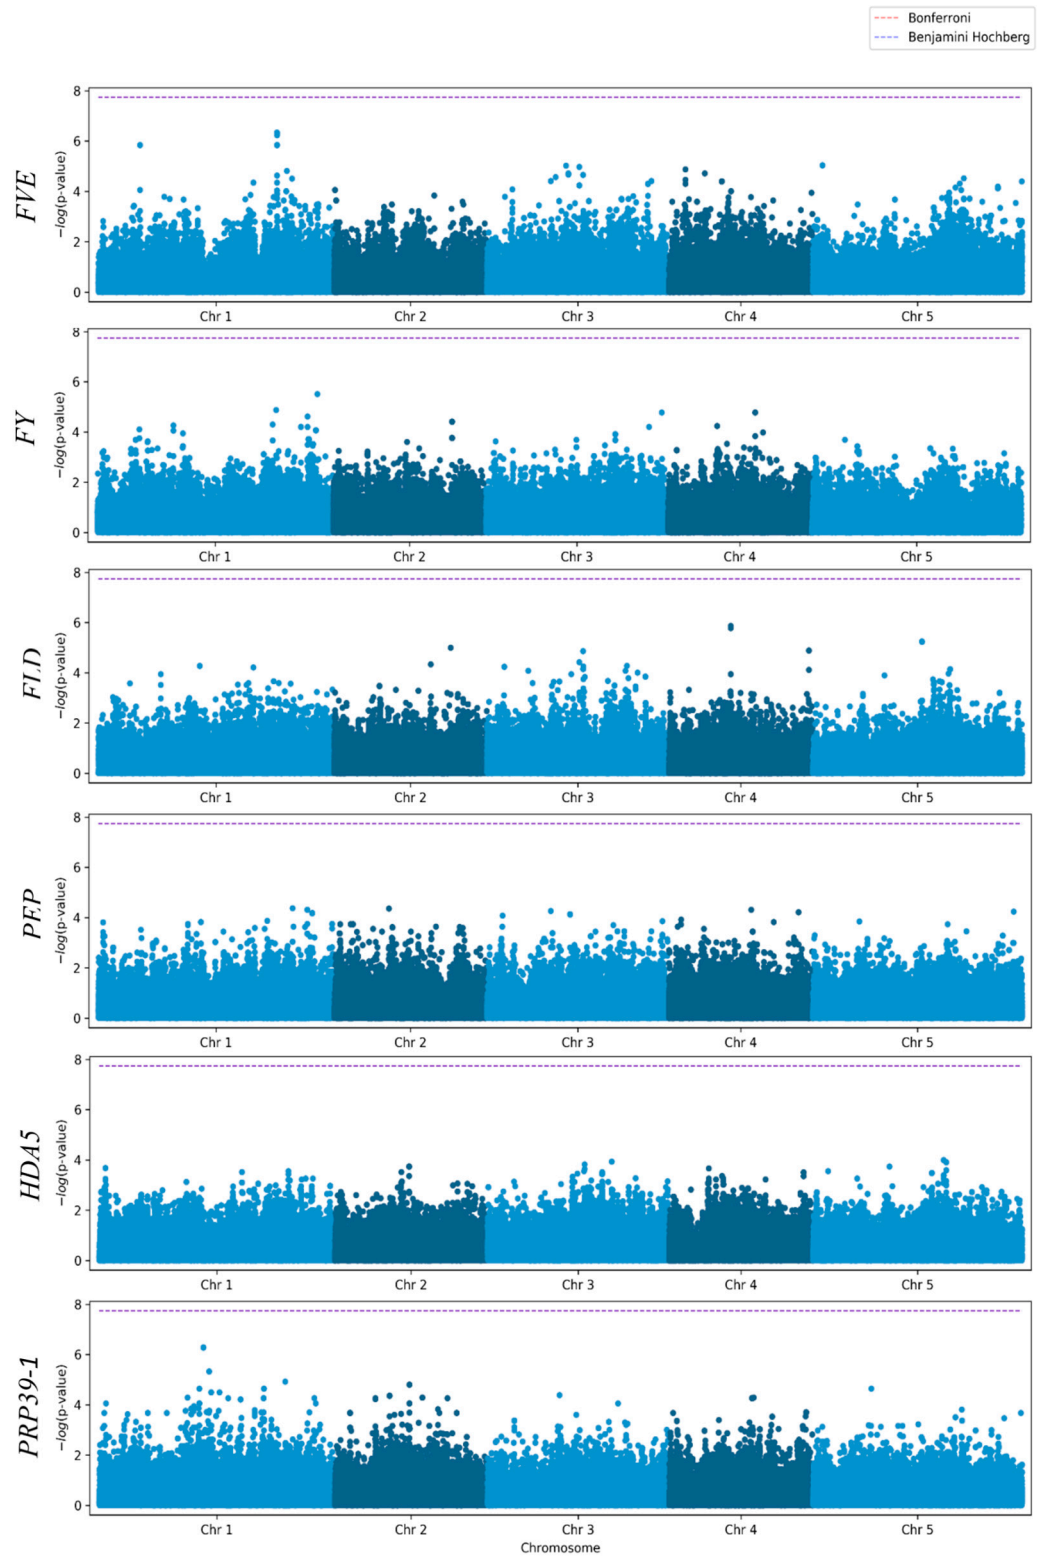 Bonferroni
Benjamini Hochberg
FVE
−log(p-value)
8
6
4
2
0
Chr 1 Chr 2 Chr 3 Chr 4 Chr 5
FY
−log(p-value)
8
6
4
2
0
Chr 1 Chr 2 Chr 3 Chr 4 Chr 5
FLD
−log(p-value)
8
6
4
2
0
Chr 1 Chr 2 Chr 3 Chr 4 Chr 5
PEP
−log(p-value)
8
6
4
2
0
Chr 1 Chr 2 Chr 3 Chr 4 Chr 5
HDA5
−log(p-value)
8
6
4
2
0
Chr 1 Chr 2 Chr 3 Chr 4 Chr 5
PRP39-1
−log(p-value)
8
6
4
2
0
Chr 1 Chr 2 Chr 3 Chr 4 Chr 5
Chromosome